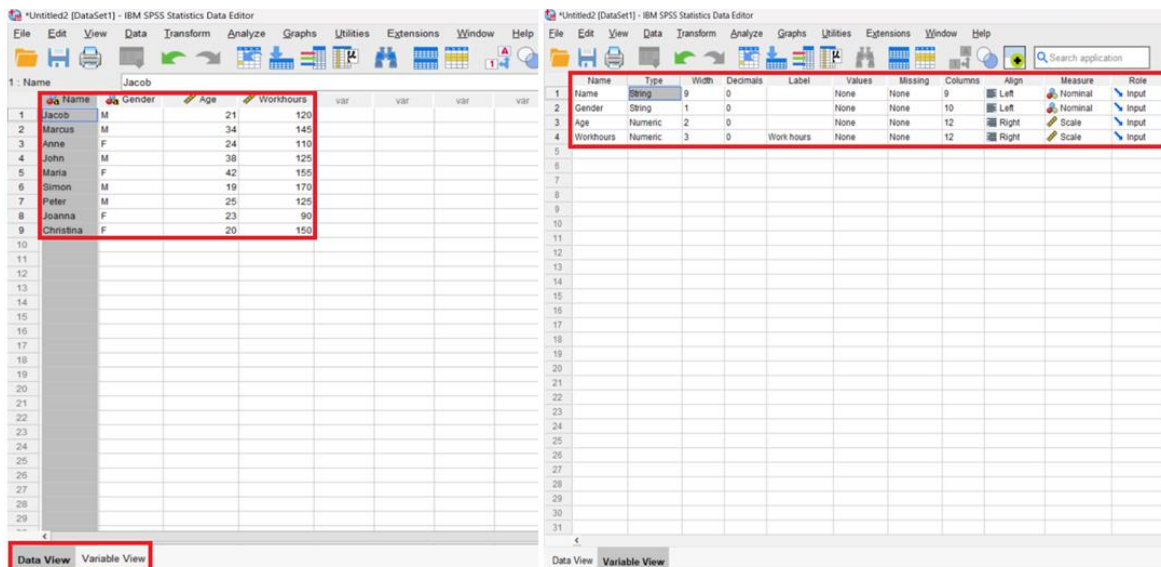 *Untitled2 [DataSet1] - IBM SPSS Statistics Data Editor
File Edit View Data Transform Analyze Graphs Utilities Extensions Window Help
1 : Name Jacob
Name Gender Age Workhours var var var var
1 Jacob M 21 120
2 Marcus M 34 145
3 Anne F 24 110
4 John M 38 125
5 Maria F 42 155
6 Simon M 19 170
7 Peter M 25 125
8 Joanna F 23 90
9 Christina F 20 150
10
11
12
13
14
15
16
17
18
19
20
21
22
23
24
25
26
27
28
29
Data View Variable View
*Untitled2 [DataSet1] - IBM SPSS Statistics Data Editor
File Edit View Data Transform Analyze Graphs Utilities Extensions Window Help
Search application
Name Type Width Decimals Label Values Missing Columns Align Measure Role
1 Name String 9 0 None None 9 Left Nominal Input
2 Gender String 1 0 None None 10 Left Nominal Input
3 Age Numeric 2 0 None None 12 Right Scale Input
4 Workhours Numeric 3 0 Work hours None None 12 Right Scale Input
5
6
7
8
9
10
11
12
13
14
15
16
17
18
19
20
21
22
23
24
25
26
27
28
29
30
31
Data View Variable View